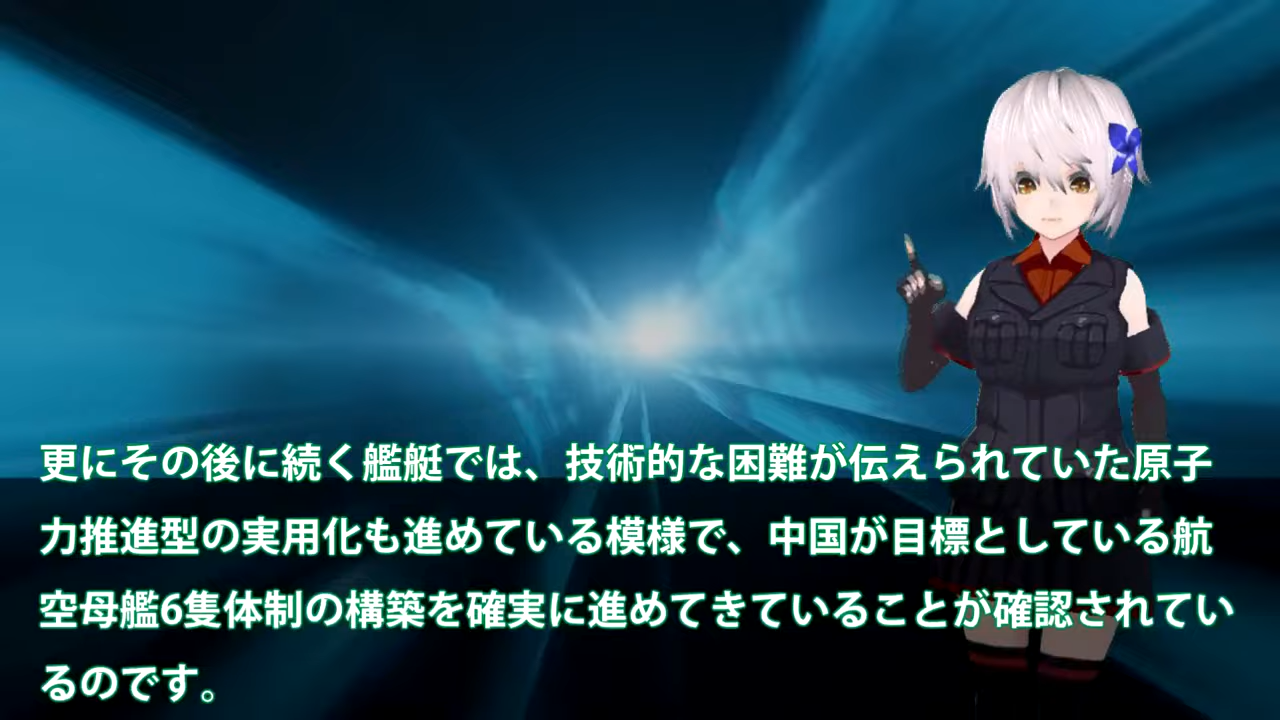 更にその後に続く艦艇では、技術的な困難が伝えられていた原子
力推進型の実用化も進めている模様で、中国が目標としている航
空母艦6隻体制の構築を確実に進めてきていることが確認されてい
るのです。